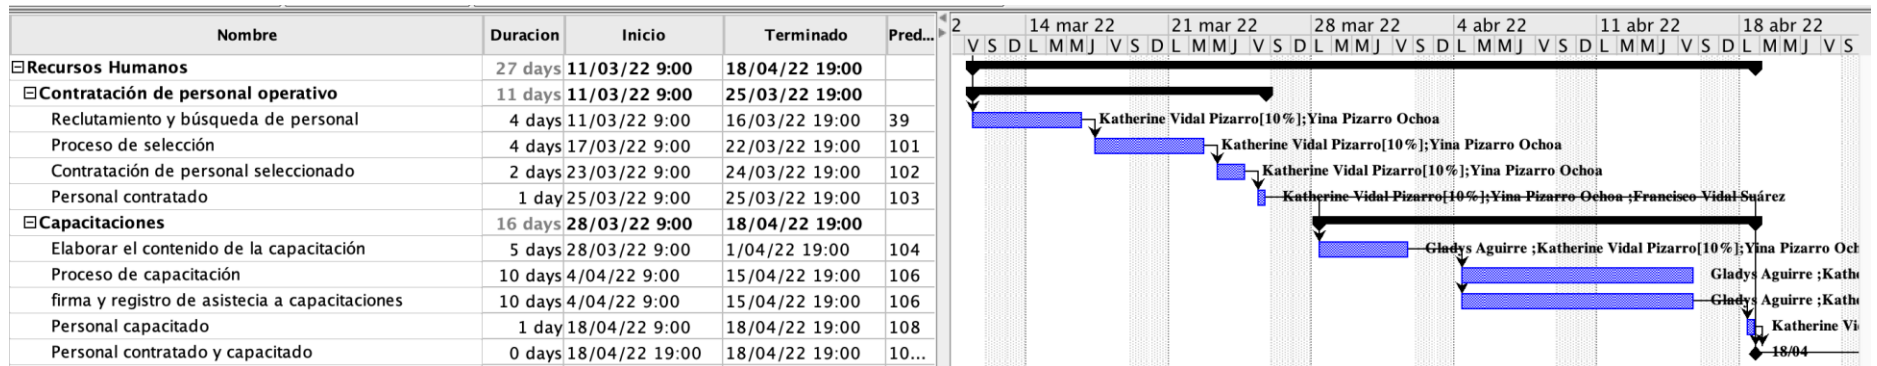 Nombre Duracion Inicio Terminado Pred... 2 14 mar 22 21 mar 22 28 mar 22 4 abr 22 11 abr 22 18 abr 22
V S D L M M J V S D L M M J V S D L M M J V S D L M M J V S D L M M J V S D L M M J V S
Recursos Humanos 27 days 11/03/22 9:00 18/04/22 19:00
Contratación de personal operativo 11 days 11/03/22 9:00 25/03/22 19:00
Reclutamiento y búsqueda de personal 4 days 11/03/22 9:00 16/03/22 19:00 39 Katherine Vidal Pizarro[10%];Yina Pizarro Ochoa
Proceso de selección 4 days 17/03/22 9:00 22/03/22 19:00 101 Katherine Vidal Pizarro[10%];Yina Pizarro Ochoa
Contratación de personal seleccionado 2 days 23/03/22 9:00 24/03/22 19:00 102 Katherine Vidal Pizarro[10%];Yina Pizarro Ochoa
Personal contratado 1 day 25/03/22 9:00 25/03/22 19:00 103 Katherine Vidal Pizarro[10%];Yina Pizarro Ochoa ;Francisco Vidal Suárez
Capacitaciones 16 days 28/03/22 9:00 18/04/22 19:00
Elaborar el contenido de la capacitación 5 days 28/03/22 9:00 1/04/22 19:00 104 Gladys Aguirre ;Katherine Vidal Pizarro[10%];Yina Pizarro Och
Proceso de capacitación 10 days 4/04/22 9:00 15/04/22 19:00 106 Gladys Aguirre ;Kathe
firma y registro de asistecia a capacitaciones 10 days 4/04/22 9:00 15/04/22 19:00 106 Gladys Aguirre ;Kathe
Personal capacitado 1 day 18/04/22 9:00 18/04/22 19:00 108 Katherine Vi
Personal contratado y capacitado 0 days 18/04/22 19:00 18/04/22 19:00 10... 18/04